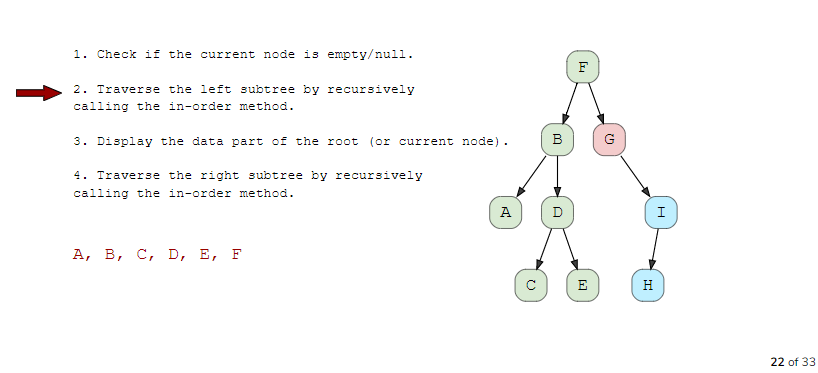 1. Check if the current node is empty/null.
2. Traverse the left subtree by recursively
calling the in-order method.
3. Display the data part of the root (or current node).
4. Traverse the right subtree by recursively
calling the in-order method.
A, B, C, D, E, F
F
B
G
A
D
I
C
E
H
22 of 33